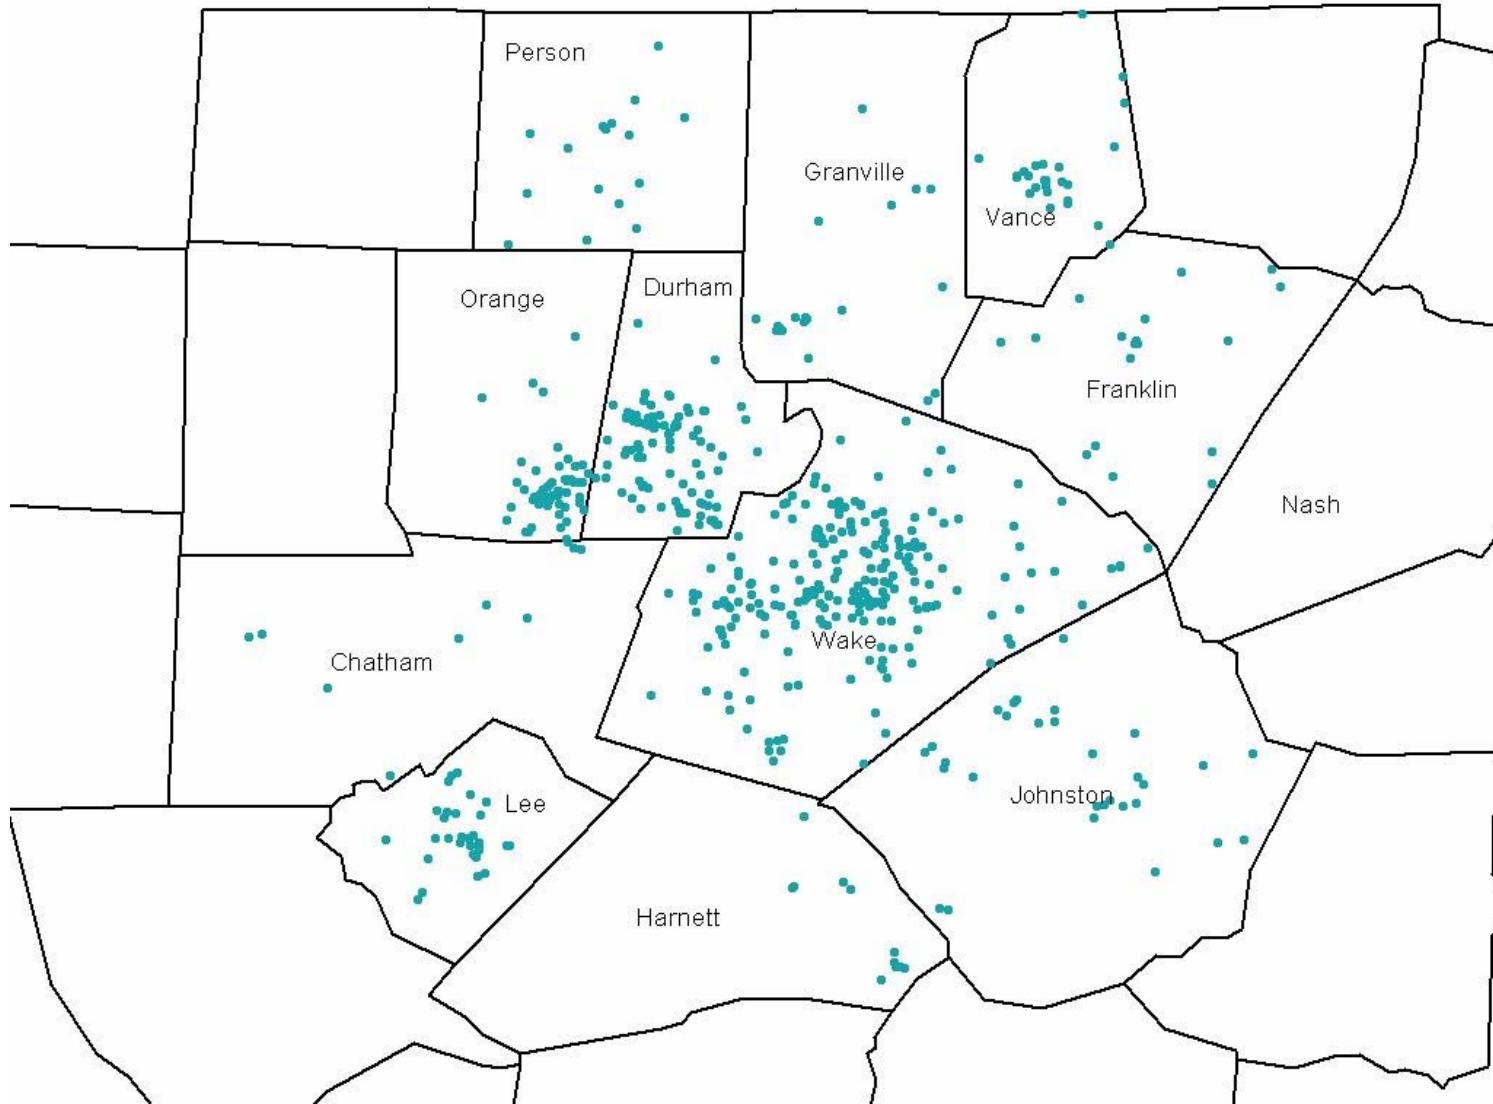 Person
Granville
Vance
Durham
Orange
Franklin
Nash
Wake
Chatham
Johnston
Lee
Harnett